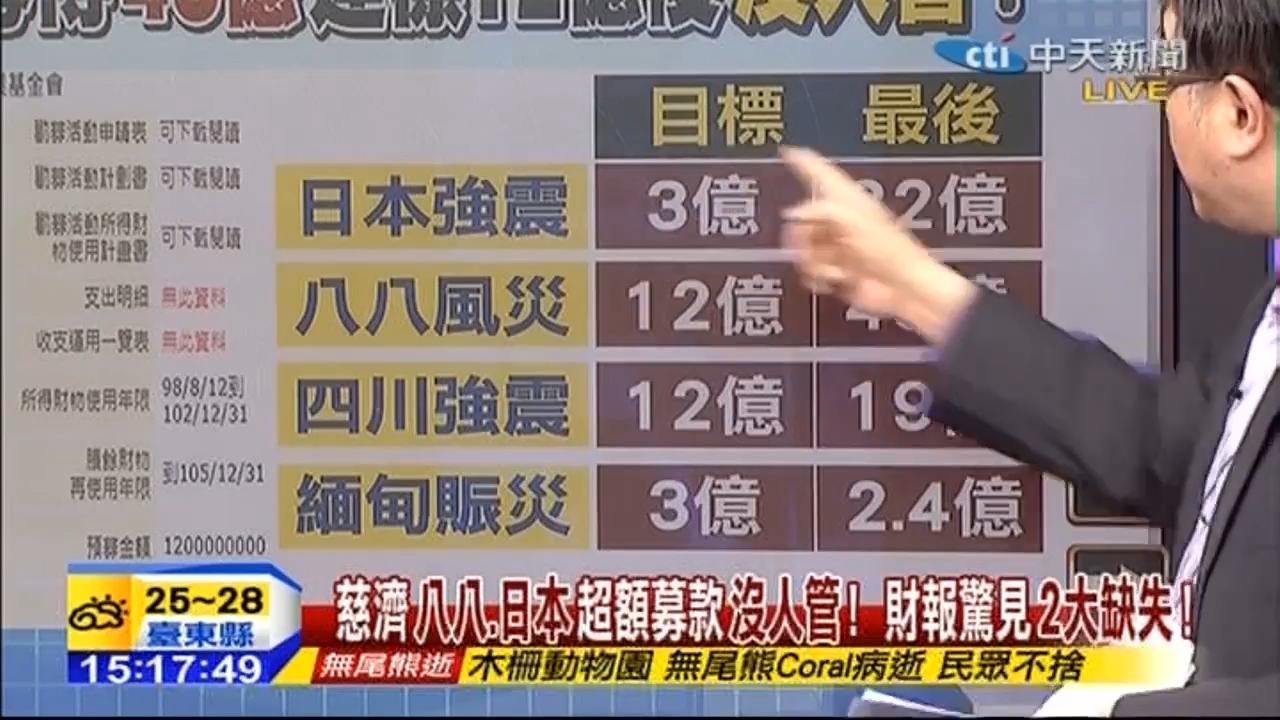 cti 中天新聞
LIVE
基金會
勸募活動申請表 可下載閱讀
勸募活動計劃書 可下載閱讀
勸募活動所得財
物使用計畫書 可下載閱讀
支出明細 無此資料
收支運用一覽表 無此資料
所得財物使用年限 98/8/12到
102/12/31
賸餘財物
再使用年限 到105/12/31
預募金額 1200000000
目標 最後
日本強震 3億 2億
八八風災 12億
四川強震 12億 19
緬甸賑災 3億 2.4億
25~28
臺東縣
15:17:49
慈濟八八.日本超額募款沒人管! 財報驚見2大缺失!
無尾熊逝 木柵動物園 無尾熊Coral病逝 民眾不捨